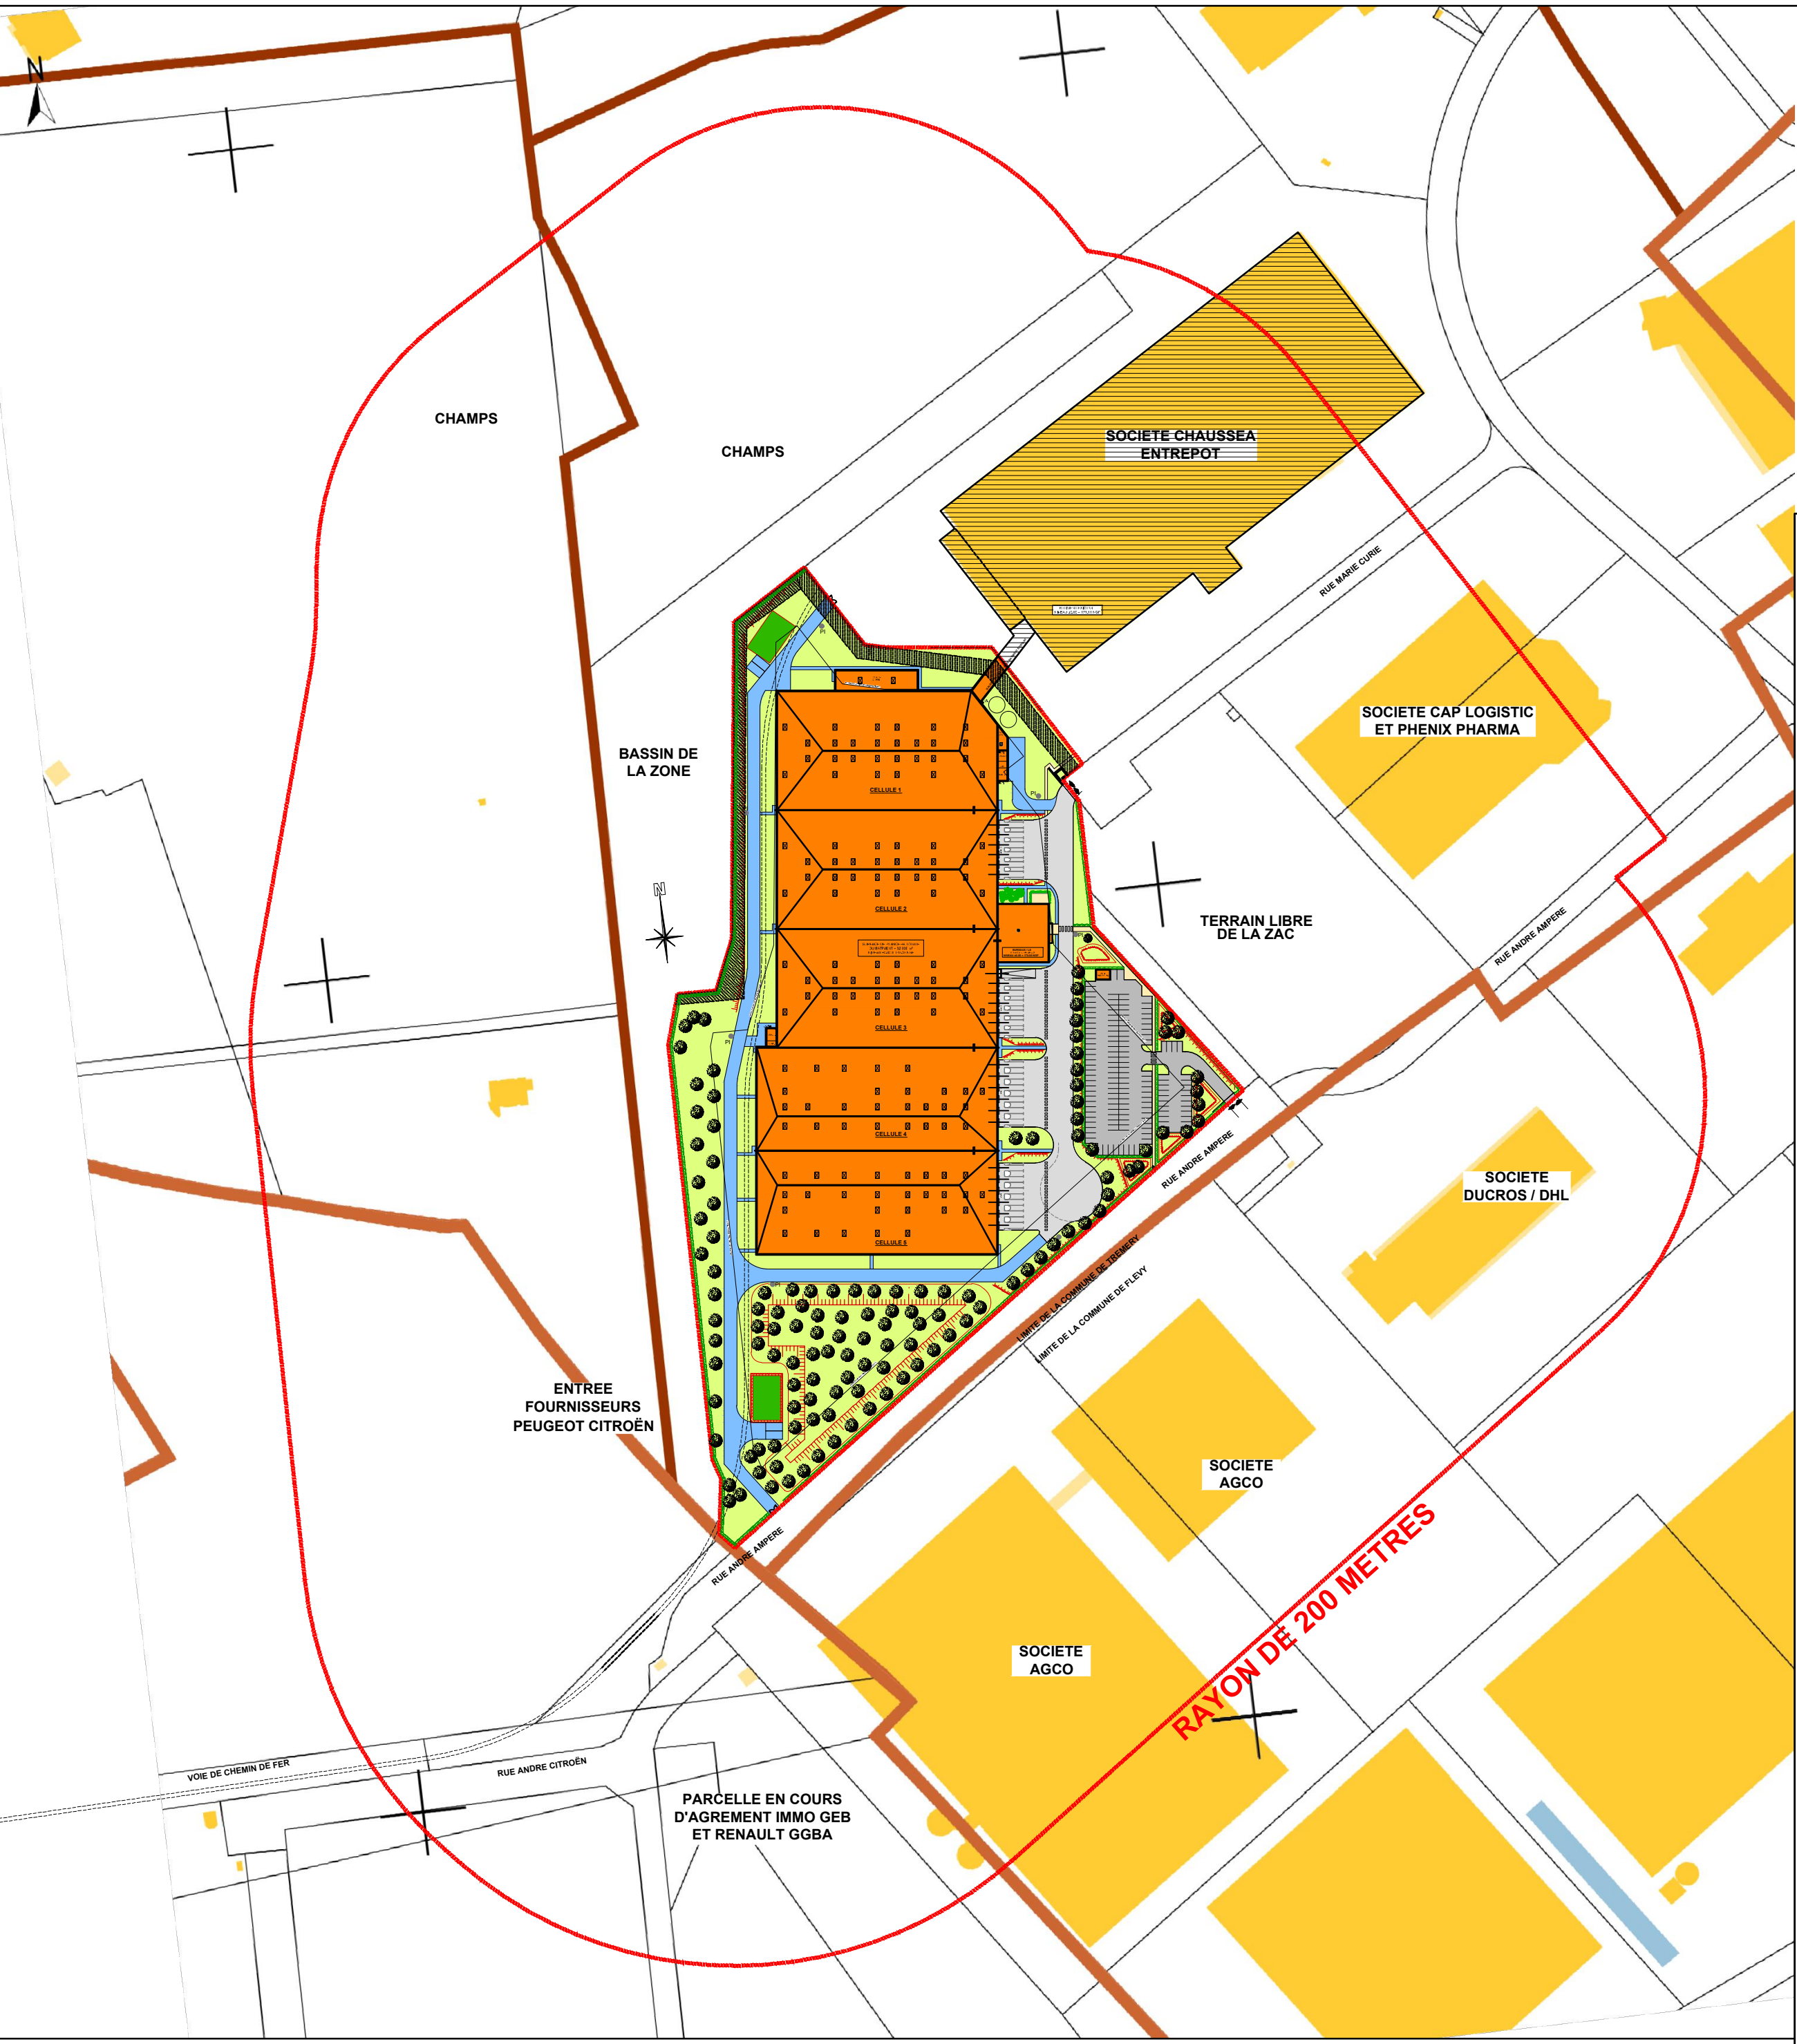 N
CHAMPS
CHAMPS
SOCIETE CHAUSSEA
ENTREPOT
RUE MARIE CURIE
SOCIETE CAP LOGISTIC
ET PHENIX PHARMA
BASSIN DE
LA ZONE
PI
PI
CELLULE 1
N
CELLULE 2
TERRAIN LIBRE
DE LA ZAC
RUE ANDRE AMPERE
CELLULE 3
PI
CELLULE 4
RUE ANDRE AMPERE
SOCIETE
DUCROS / DHL
CELLULE 5
LIMITE DE LA COMMUNE DE TREMERY
LIMITE DE LA COMMUNE DE FLEVY
PI
ENTREE
FOURNISSEURS
PEUGEOT CITROËN
SOCIETE
AGCO
RUE ANDRE AMPERE
RAYON DE 200 METRES
SOCIETE
AGCO
VOIE DE CHEMIN DE FER
RUE ANDRE CITROËN
PARCELLE EN COURS
D'AGREMENT IMMO GEB
ET RENAULT GGBA